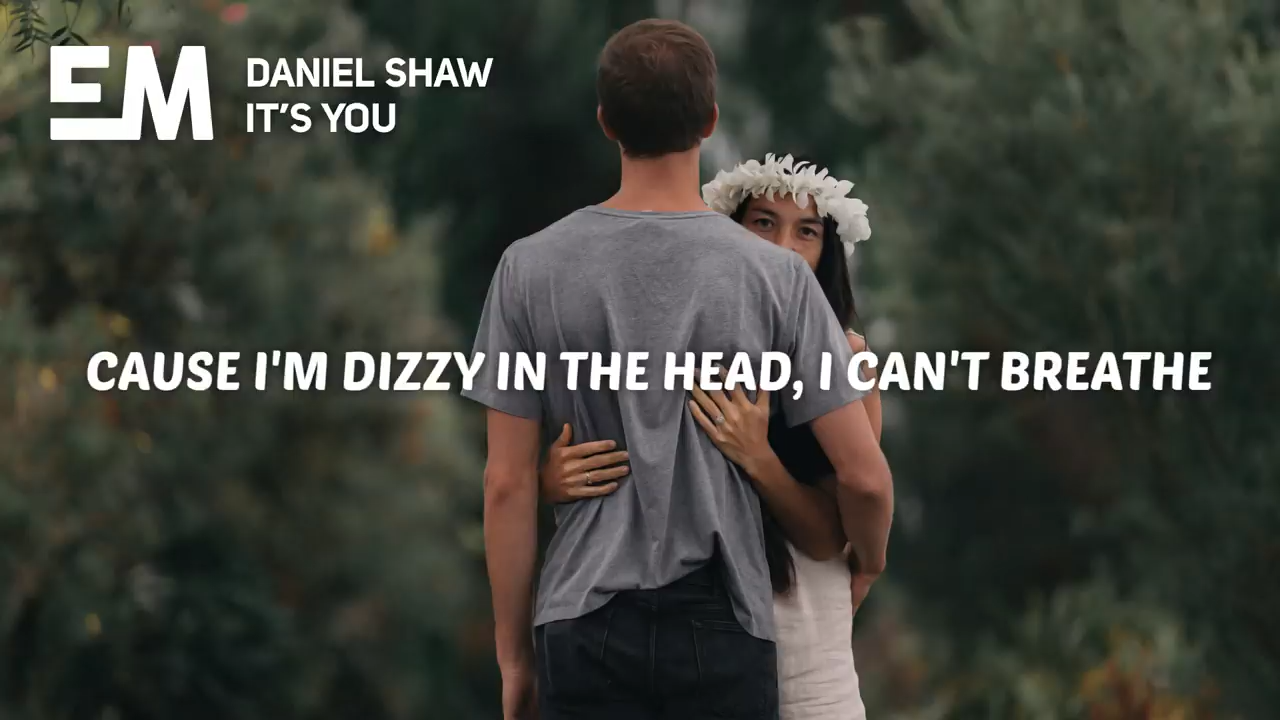 EM
DANIEL SHAW
IT'S YOU
CAUSE I'M DIZZY IN THE HEAD, I CAN'T BREATHE